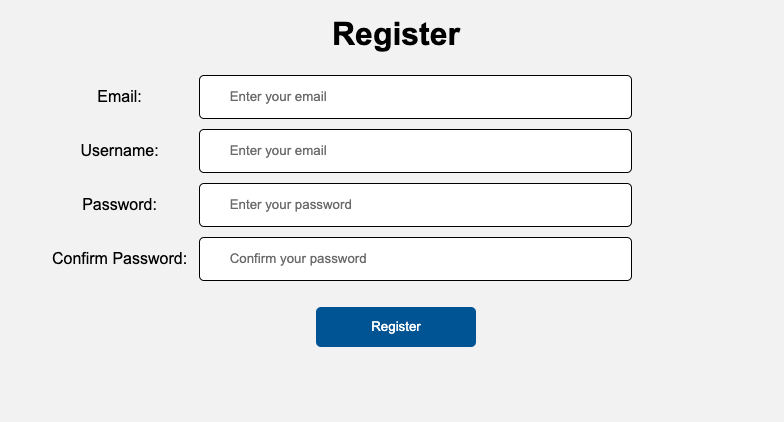 Register
Email: Enter your email
Username: Enter your email
Password: Enter your password
Confirm Password: Confirm your password
Register